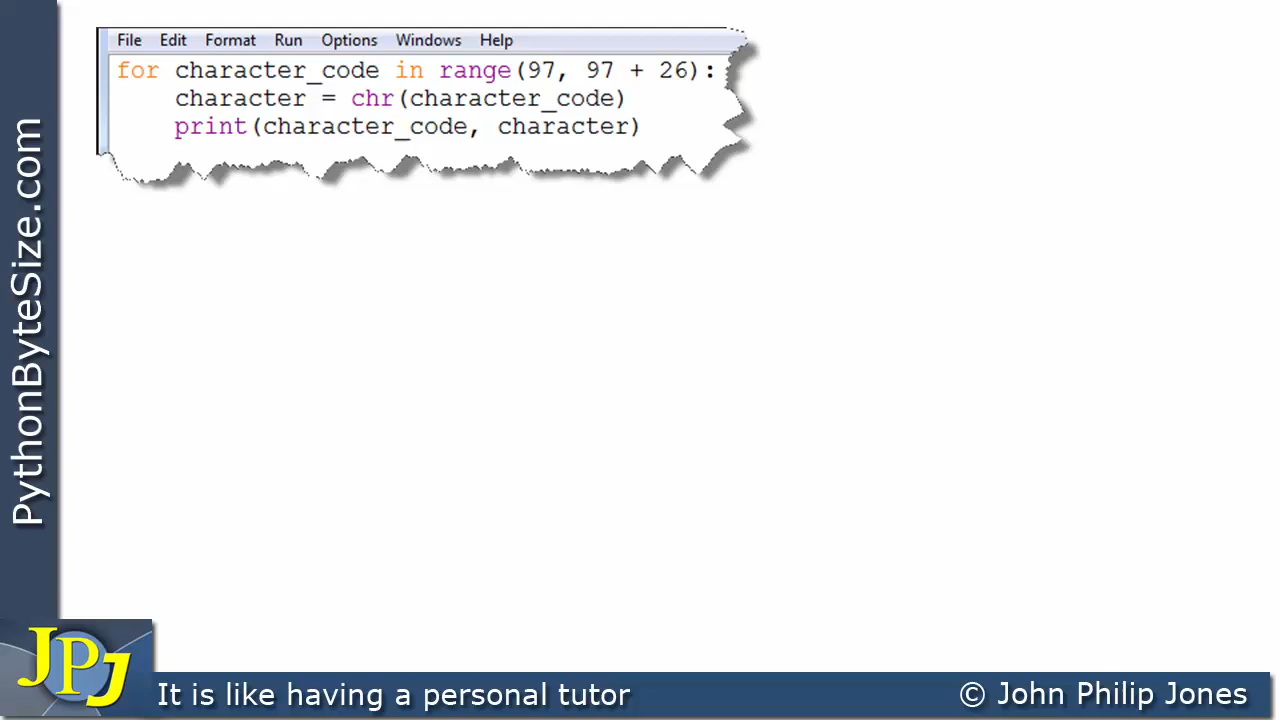 File Edit Format Run Options Windows Help
for character_code in range(97, 97 + 26):
    character = chr(character_code)
    print(character_code, character)
PythonByteSize.com
JPJ
It is like having a personal tutor
© John Philip Jones